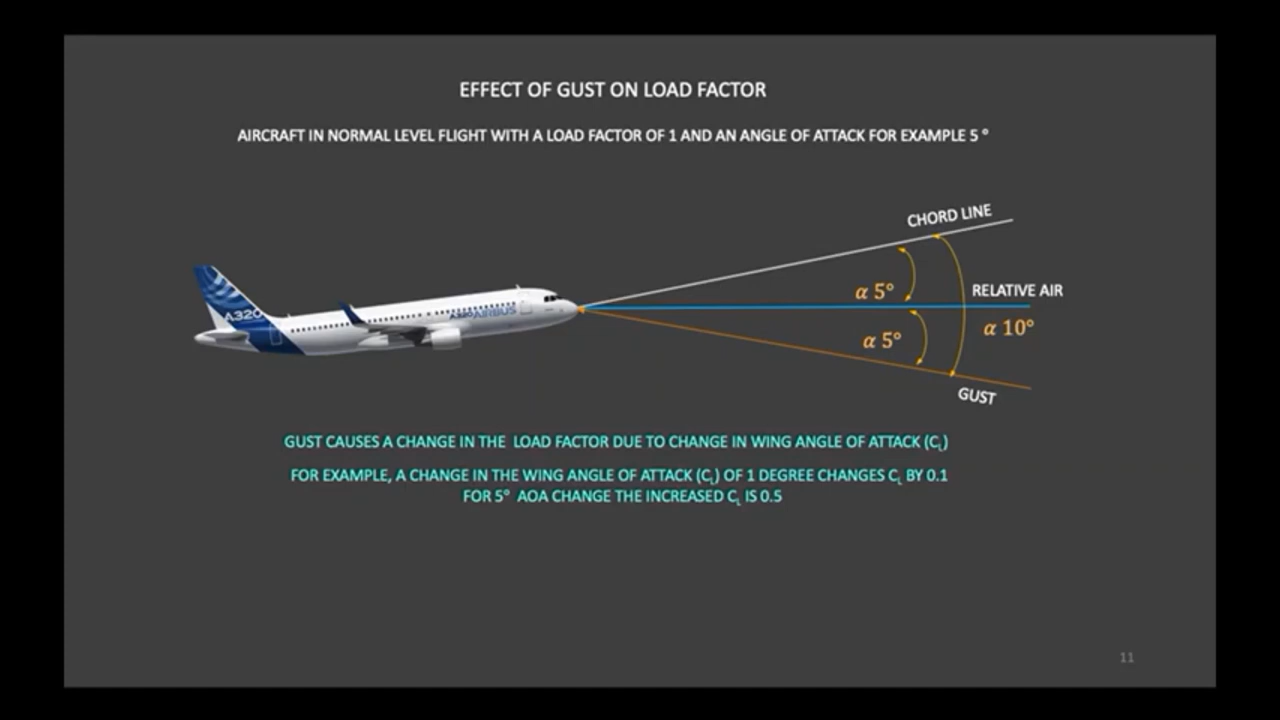 EFFECT OF GUST ON LOAD FACTOR
AIRCRAFT IN NORMAL LEVEL FLIGHT WITH A LOAD FACTOR OF 1 AND AN ANGLE OF ATTACK FOR EXAMPLE 5 °
CHORD LINE
α 5°
RELATIVE AIR
A320
A320 AIRBUS
α 10°
α 5°
GUST
GUST CAUSES A CHANGE IN THE LOAD FACTOR DUE TO CHANGE IN WING ANGLE OF ATTACK (CL)
FOR EXAMPLE, A CHANGE IN THE WING ANGLE OF ATTACK (CL) OF 1 DEGREE CHANGES CL BY 0.1
FOR 5° AOA CHANGE THE INCREASED CL IS 0.5
11